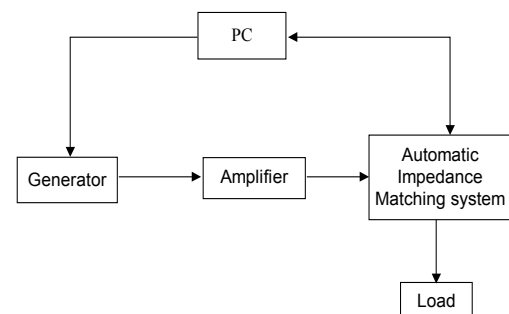 PC
Generator
Amplifier
Automatic
Impedance
Matching system
Load